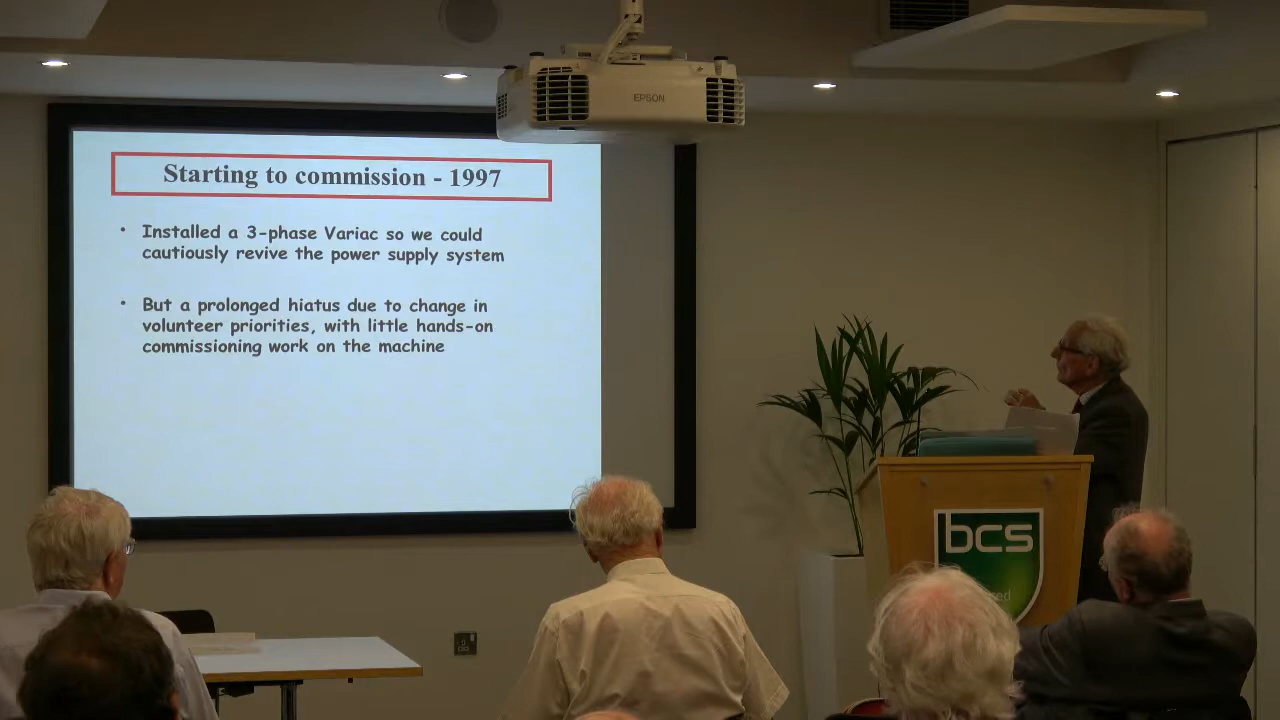 EPSON
Starting to commission - 1997
• Installed a 3-phase Variac so we could
cautiously revive the power supply system
• But a prolonged hiatus due to change in
volunteer priorities, with little hands-on
commissioning work on the machine
bcs